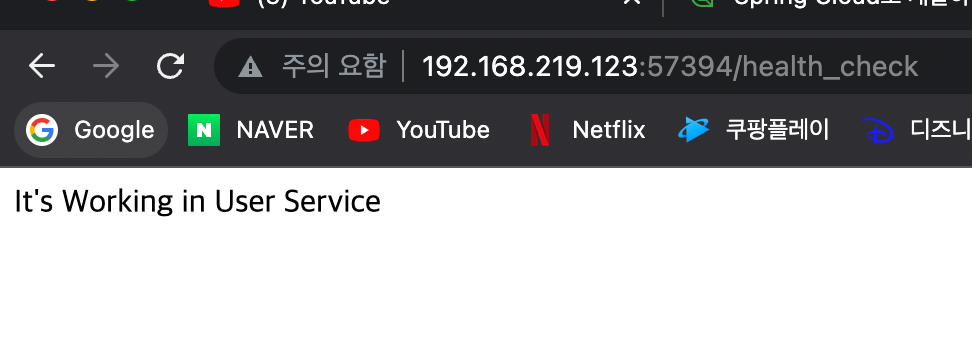 (3) YouTube
Spring Cloud로 개발하
주의 요함 192.168.219.123:57394/health_check
Google NAVER YouTube Netflix 쿠팡플레이 디즈니
It's Working in User Service